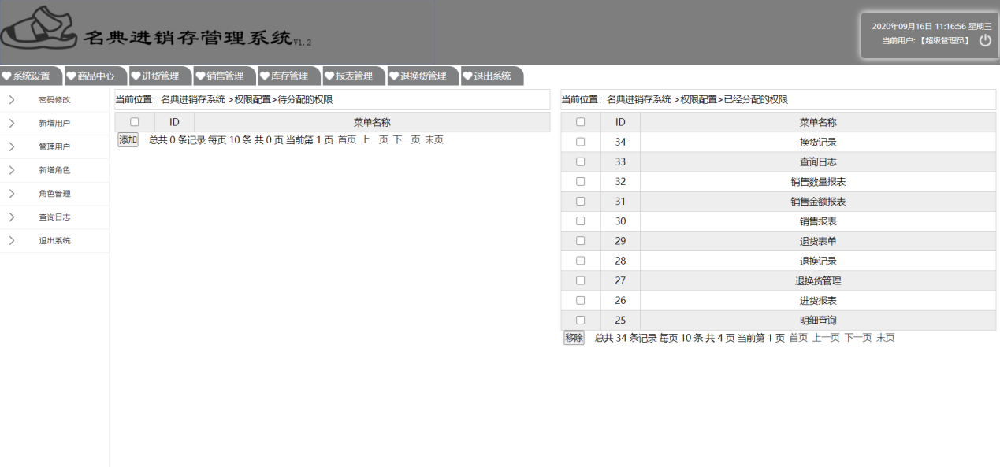 名典进销存管理系统V1.2
2020年09月16日 11:16:56 星期三
当前用户:【超级管理员】
系统设置 商品中心 进货管理 销售管理 库存管理 报表管理 退换货管理 退出系统
密码修改
新增用户
管理用户
新增角色
角色管理
查询日志
退出系统
当前位置：名典进销存系统 >权限配置>待分配的权限
ID 菜单名称
添加 总共 0 条记录 每页 10 条 共 0 页 当前第 1 页 首页 上一页 下一页 末页
当前位置：名典进销存系统 >权限配置>已经分配的权限
ID 菜单名称
34 换货记录
33 查询日志
32 销售数量报表
31 销售金额报表
30 销售报表
29 退货表单
28 退换记录
27 退换货管理
26 进货报表
25 明细查询
移除 总共 34 条记录 每页 10 条 共 4 页 当前第 1 页 首页 上一页 下一页 末页